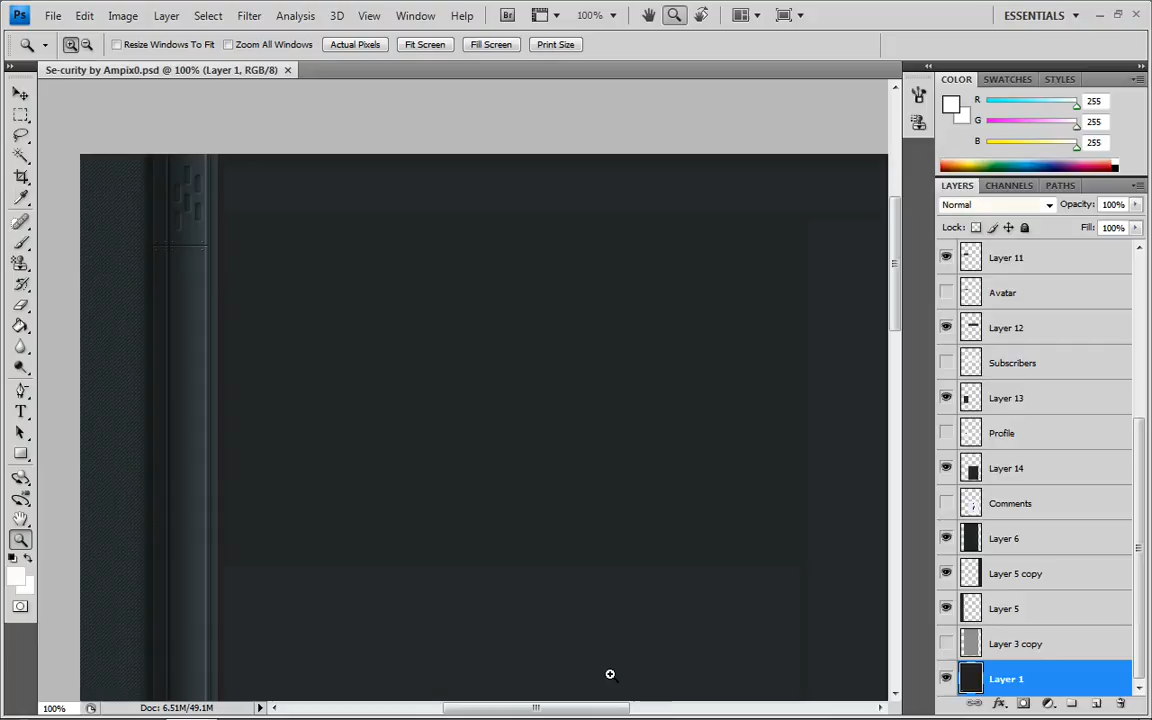 Ps File Edit Image Layer Select Filter Analysis 3D View Window Help Br 100% ESSENTIALS
Resize Windows To Fit Zoom All Windows Actual Pixels Fit Screen Fill Screen Print Size
Se-curity by Ampix0.psd @ 100% (Layer 1, RGB/8)
COLOR SWATCHES STYLES
R 255
G 255
B 255
LAYERS CHANNELS PATHS
Normal Opacity: 100%
Lock: Fill: 100%
Layer 11
Avatar
Layer 12
Subscribers
Layer 13
Profile
Layer 14
Comments
Layer 6
Layer 5 copy
Layer 5
Layer 3 copy
Layer 1
100% Doc: 6.51M/49.1M